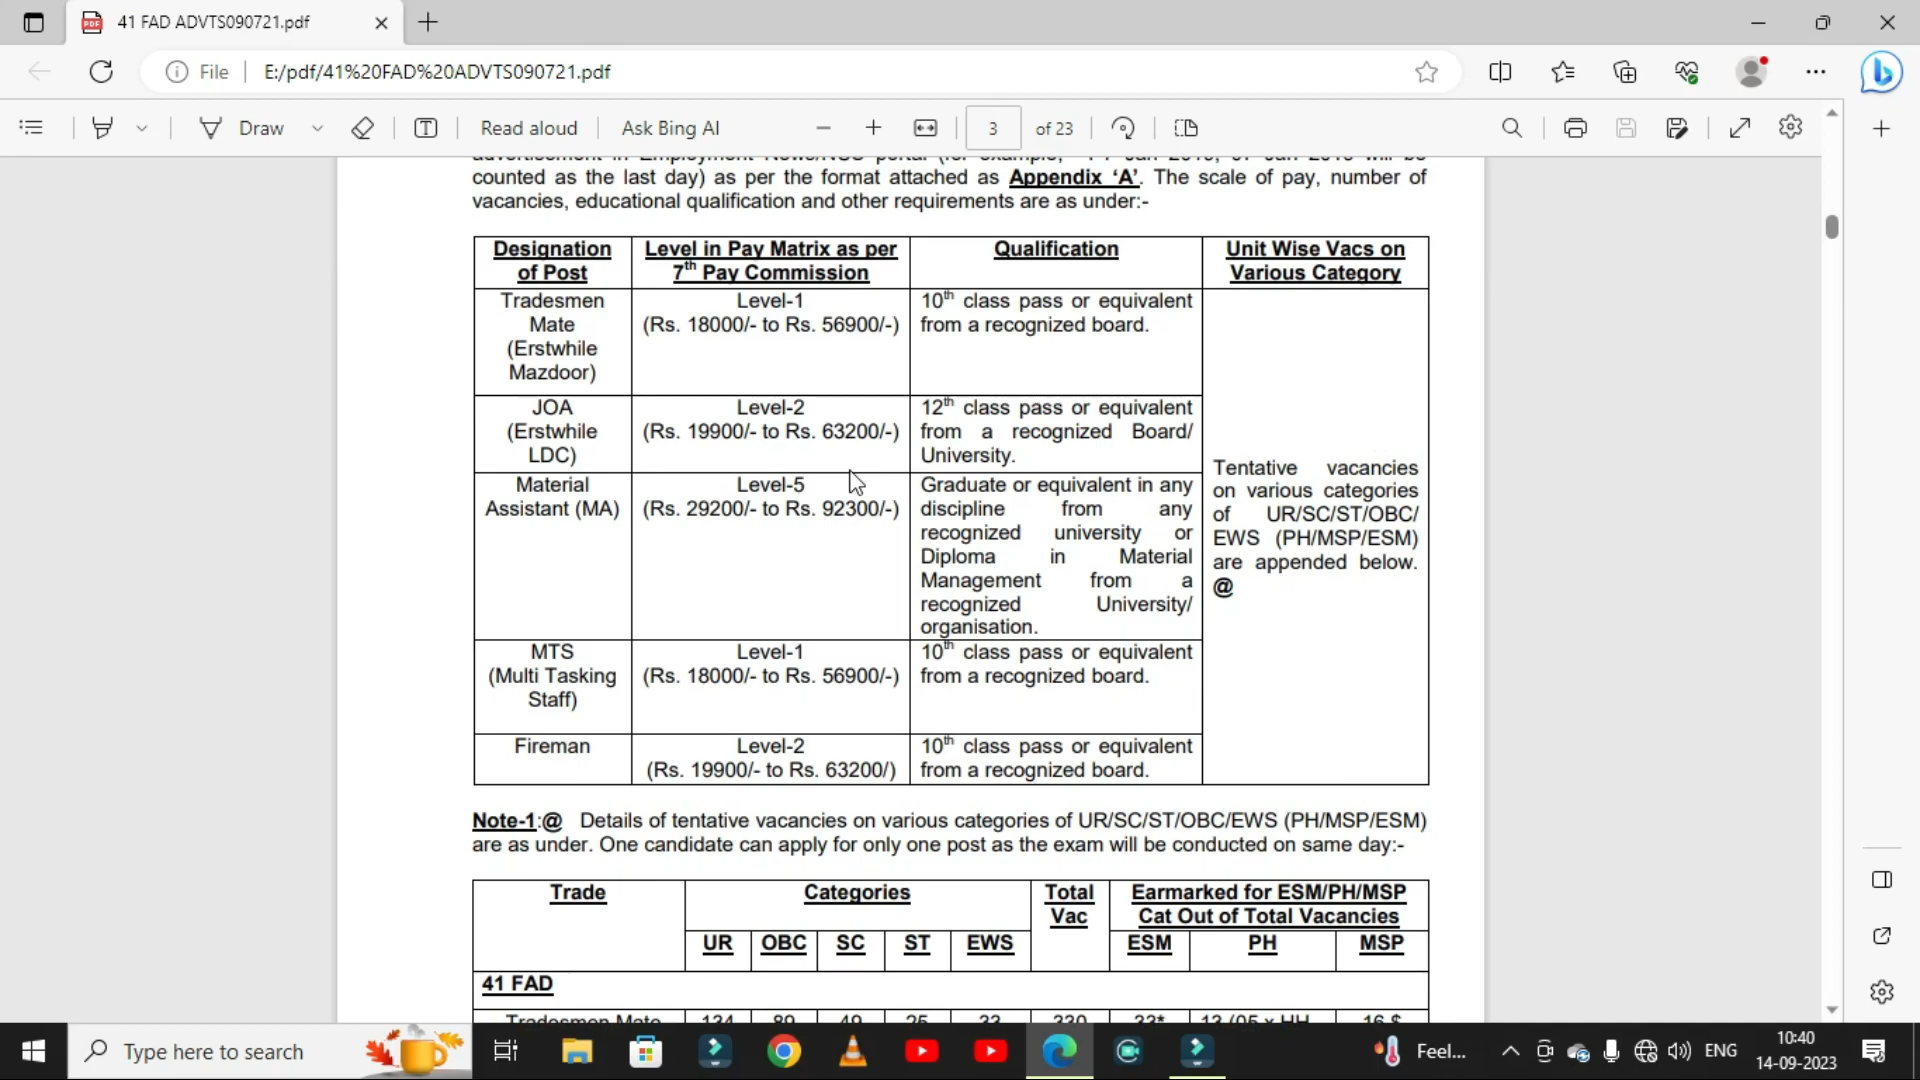 41 FAD ADVTS090721.pdf
File
E:/pdf/41%20FAD%20ADVTS090721.pdf
Draw
Read aloud
Ask Bing AI
3
of 23
counted as the last day) as per the format attached as Appendix ‘A’. The scale of pay, number of
vacancies, educational qualification and other requirements are as under:-
Designation of Post
Level in Pay Matrix as per 7th Pay Commission
Qualification
Unit Wise Vacs on Various Category
Tradesmen
Mate
(Erstwhile
Mazdoor)
Level-1
(Rs. 18000/- to Rs. 56900/-)
10th class pass or equivalent
from a recognized board.
JOA
(Erstwhile
LDC)
Level-2
(Rs. 19900/- to Rs. 63200/-)
12th class pass or equivalent
from a recognized Board/
University.
Material
Assistant (MA)
Level-5
(Rs. 29200/- to Rs. 92300/-)
Graduate or equivalent in any
discipline from any
recognized university or
Diploma in Material
Management from a
recognized University/
organisation.
MTS
(Multi Tasking
Staff)
Level-1
(Rs. 18000/- to Rs. 56900/-)
10th class pass or equivalent
from a recognized board.
Fireman
Level-2
(Rs. 19900/- to Rs. 63200/)
10th class pass or equivalent
from a recognized board.
Tentative vacancies
on various categories
of UR/SC/ST/OBC/
EWS (PH/MSP/ESM)
are appended below.
@
Note-1:@ Details of tentative vacancies on various categories of UR/SC/ST/OBC/EWS (PH/MSP/ESM)
are as under. One candidate can apply for only one post as the exam will be conducted on same day:-
Trade
Categories
Total
Vac
Earmarked for ESM/PH/MSP
Cat Out of Total Vacancies
UR OBC SC ST EWS
ESM PH MSP
41 FAD
Type here to search
Feel...
ENG
10:40
14-09-2023